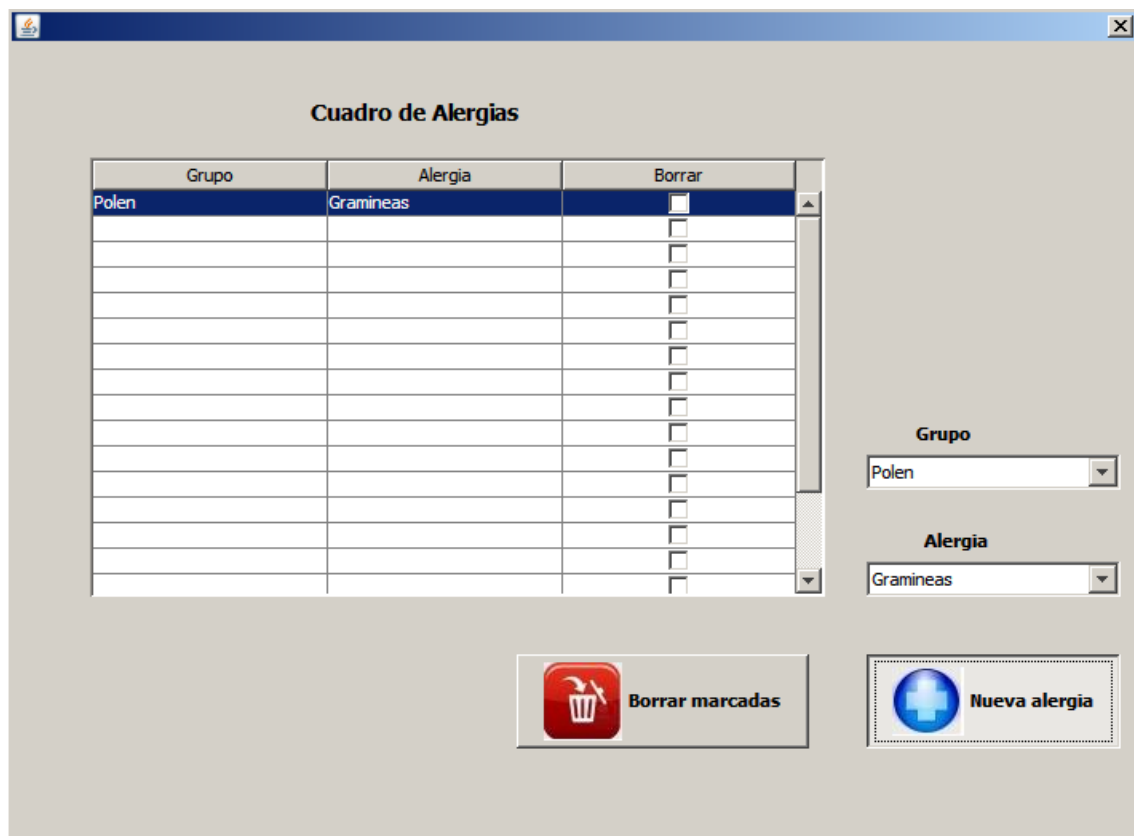 Cuadro de Alergias
Grupo Alergia Borrar
Polen Gramineas
Grupo
Polen
Alergia
Gramineas
Borrar marcadas
Nueva alergia